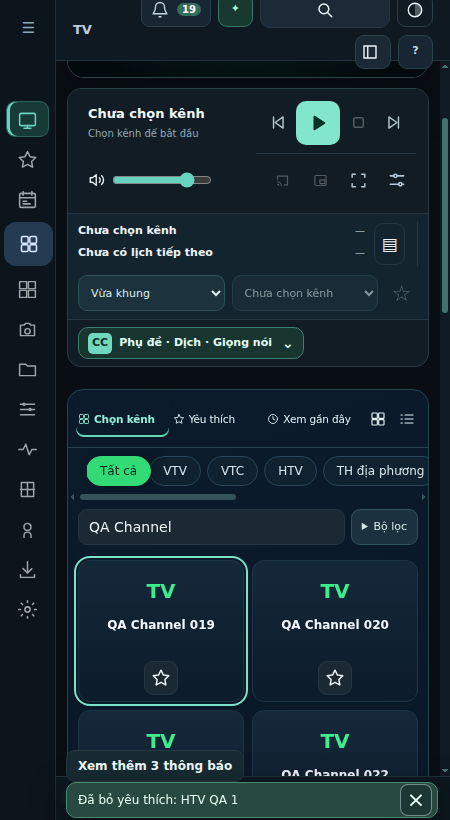 19
TV
?
Chưa chọn kênh
Chọn kênh để bắt đầu
Chưa chọn kênh —
Chưa có lịch tiếp theo —
Vừa khung
Chưa chọn kênh
CC Phụ đề · Dịch · Giọng nói
Chọn kênh Yêu thích Xem gần đây
Tất cả VTV VTC HTV TH địa phương
QA Channel Bộ lọc
TV TV
QA Channel 019 QA Channel 020
TV TV
QA Channel 022
Xem thêm 3 thông báo
Đã bỏ yêu thích: HTV QA 1